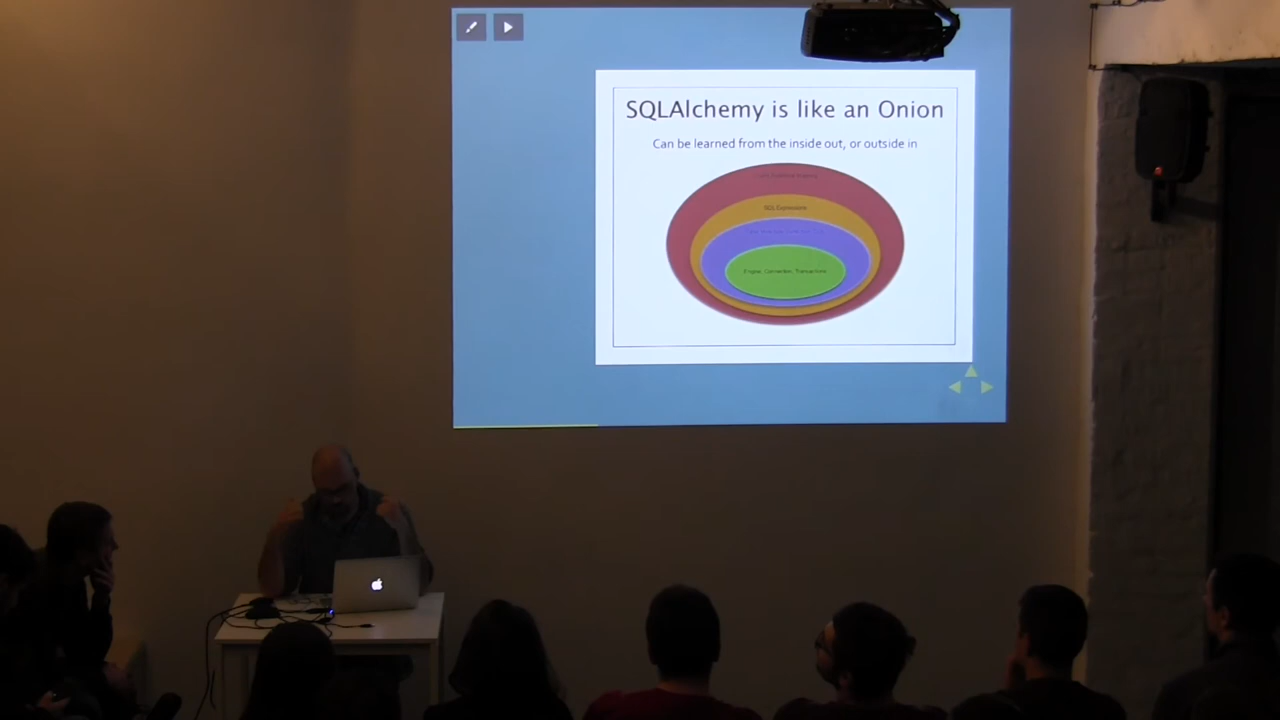 SQLAlchemy is like an Onion
Can be learned from the inside out, or outside in
SQL Expressions
Engine, Connection, Transactions